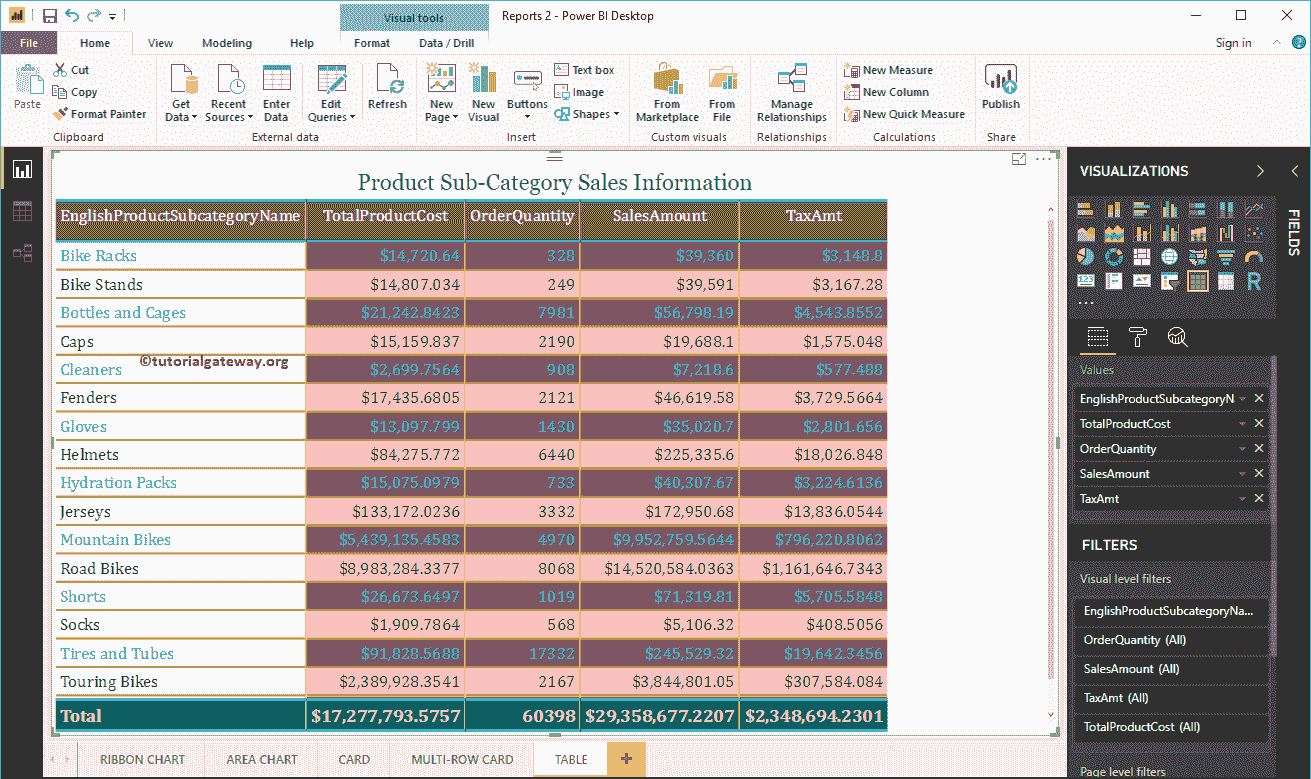 Visual tools
Reports 2 - Power BI Desktop
File Home View Modeling Help Format Data / Drill Sign in
Paste
Cut
Copy
Format Painter
Clipboard
Get Data
Recent Sources
Enter Data
Edit Queries
External data
Refresh
New Page
New Visual
Buttons
Text box
Image
Shapes
Insert
From Marketplace
From File
Custom visuals
Manage Relationships
Relationships
New Measure
New Column
New Quick Measure
Calculations
Publish
Share
Product Sub-Category Sales Information
EnglishProductSubcategoryName TotalProductCost OrderQuantity SalesAmount TaxAmt
Bike Racks $14,720.64 328 $39,360 $3,148.8
Bike Stands $14,807.034 249 $39,591 $3,167.28
Bottles and Cages $21,242.8423 7981 $56,798.19 $4,543.8552
Caps $15,159.837 2190 $19,688.1 $1,575.048
©tutorialgateway.org
Cleaners $2,699.7564 908 $7,218.6 $577.488
Fenders $17,435.6805 2121 $46,619.58 $3,729.5664
Gloves $13,097.799 1430 $35,020.7 $2,801.656
Helmets $84,275.772 6440 $225,335.6 $18,026.848
Hydration Packs $15,075.0979 733 $40,307.67 $3,224.6136
Jerseys $133,172.0236 3332 $172,950.68 $13,836.0544
Mountain Bikes $5,439,135.4583 4970 $9,952,759.5644 $796,220.8062
Road Bikes $8,983,284.3377 8068 $14,520,584.0363 $1,161,646.7343
Shorts $26,673.6497 1019 $71,319.81 $5,705.5848
Socks $1,909.7864 568 $5,106.32 $408.5056
Tires and Tubes $91,828.5688 17332 $245,529.32 $19,642.3456
Touring Bikes $2,389,928.3541 2167 $3,844,801.05 $307,584.084
Total $17,277,793.5757 60398 $29,358,677.2207 $2,348,694.2301
VISUALIZATIONS
FIELDS
123
R
Values
EnglishProductSubcategoryN
TotalProductCost
OrderQuantity
SalesAmount
TaxAmt
FILTERS
Visual level filters
EnglishProductSubcategoryNa...
OrderQuantity (All)
SalesAmount (All)
TaxAmt (All)
TotalProductCost (All)
Page level filters
RIBBON CHART AREA CHART CARD MULTI-ROW CARD TABLE +